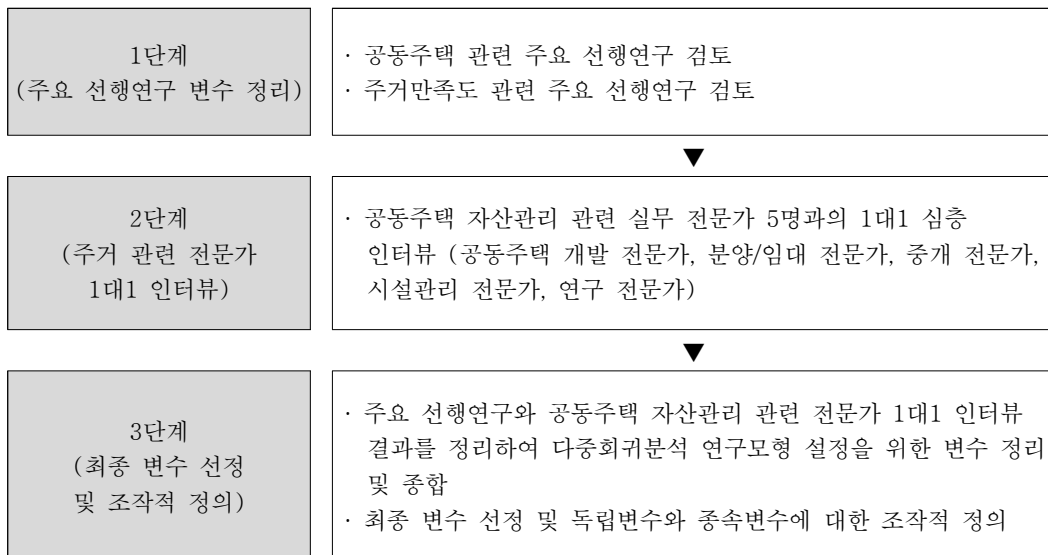 1단계
(주요 선행연구 변수 정리)
· 공동주택 관련 주요 선행연구 검토
· 주거만족도 관련 주요 선행연구 검토
▼
2단계
(주거 관련 전문가
1대1 인터뷰)
· 공동주택 자산관리 관련 실무 전문가 5명과의 1대1 심층
인터뷰 (공동주택 개발 전문가, 분양/임대 전문가, 중개 전문가,
시설관리 전문가, 연구 전문가)
▼
3단계
(최종 변수 선정
및 조작적 정의)
· 주요 선행연구와 공동주택 자산관리 관련 전문가 1대1 인터뷰
결과를 정리하여 다중회귀분석 연구모형 설정을 위한 변수 정리
및 종합
· 최종 변수 선정 및 독립변수와 종속변수에 대한 조작적 정의